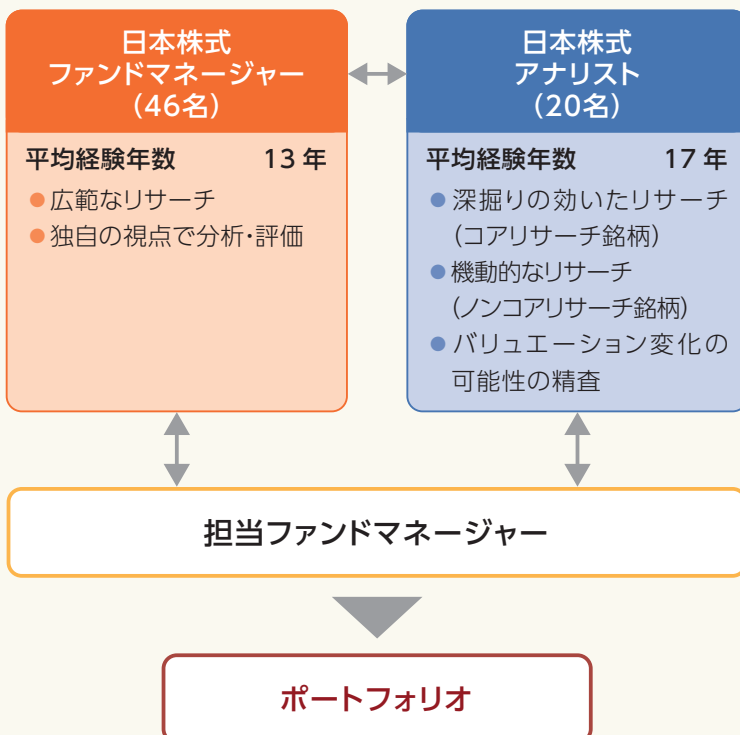 日本株式
ファンドマネージャー
(46名)
平均経験年数 13年
●広範なリサーチ
●独自の視点で分析・評価
日本株式
アナリスト
(20名)
平均経験年数 17年
●深掘りの効いたリサーチ
(コアリサーチ銘柄)
●機動的なリサーチ
(ノンコアリサーチ銘柄)
●バリュエーション変化の
可能性の精査
担当ファンドマネージャー
ポートフォリオ